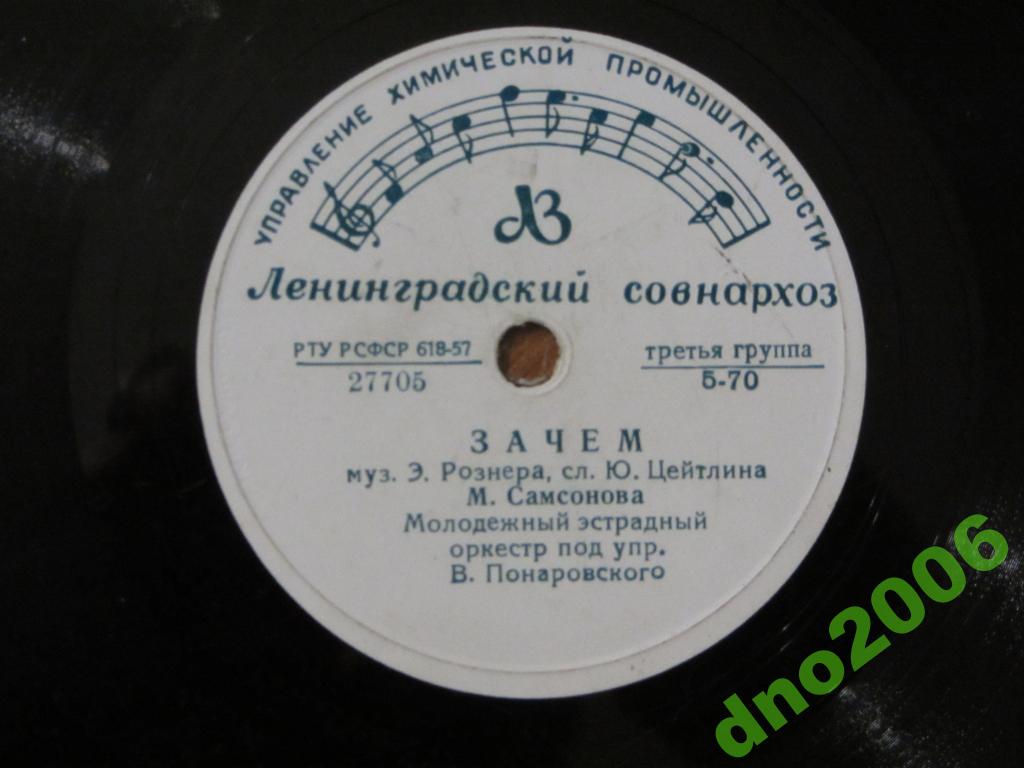 УПРАВЛЕНИЕ ХИМИЧЕСКОЙ ПРОМЫШЛЕННОСТИ
ЛЗ
Ленинградский совнархоз
РТУ РСФСР 618-57
27705
третья группа
5-70
ЗАЧЕМ
муз. Э. Рознера, сл. Ю. Цейтлина
М. Самсонова
Молодежный эстрадный
оркестр под упр.
В. Понаровского
dno2006